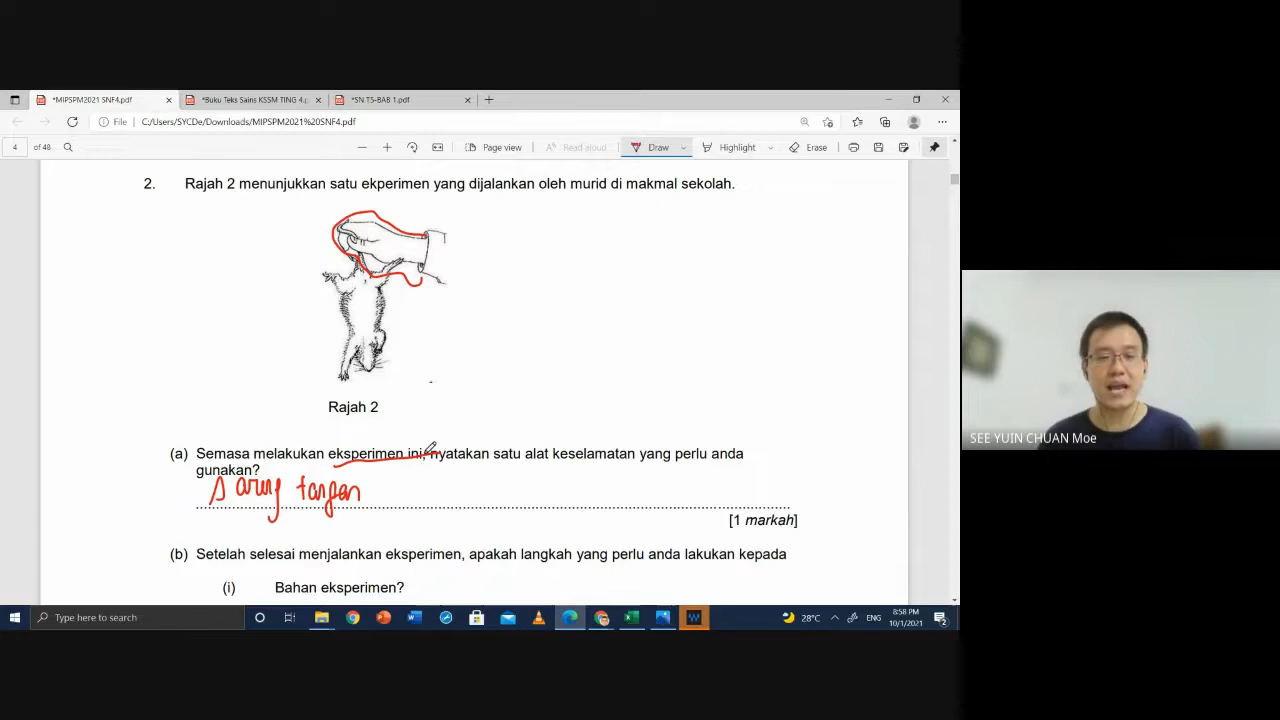 *MIPSPM2021 SNF4.pdf
*Buku Teks Sains KSSM TING 4.p
*SN T5-BAB 1.pdf
File
C:/Users/SYCDe/Downloads/MIPSPM2021%20SNF4.pdf
4 of 48
Page view
Read aloud
Draw
Highlight
Erase
2. Rajah 2 menunjukkan satu ekperimen yang dijalankan oleh murid di makmal sekolah.
Rajah 2
(a) Semasa melakukan eksperimen ini, nyatakan satu alat keselamatan yang perlu anda
gunakan?
Sarung tangan
[1 markah]
(b) Setelah selesai menjalankan eksperimen, apakah langkah yang perlu anda lakukan kepada
(i) Bahan eksperimen?
SEE YUIN CHUAN Moe
Type here to search
28°C
ENG
8:58 PM
10/1/2021
2